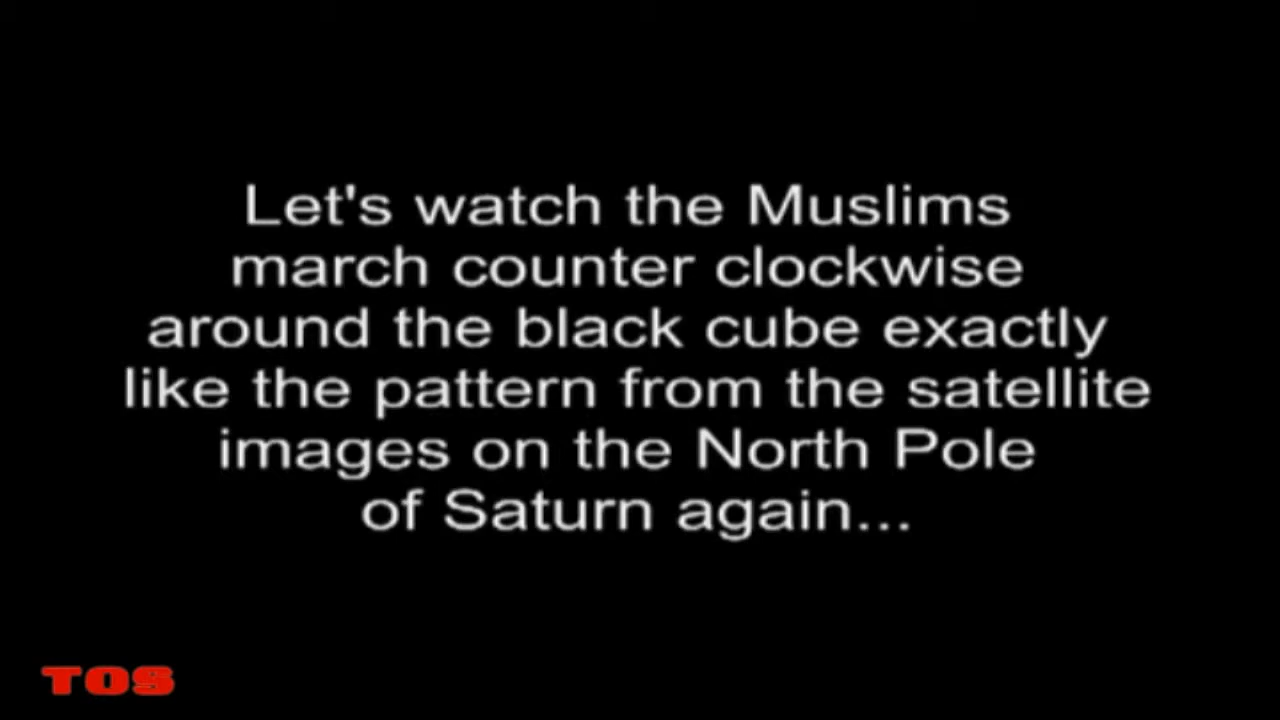 Let's watch the Muslims
march counter clockwise
around the black cube exactly
like the pattern from the satellite
images on the North Pole
of Saturn again...
TOS